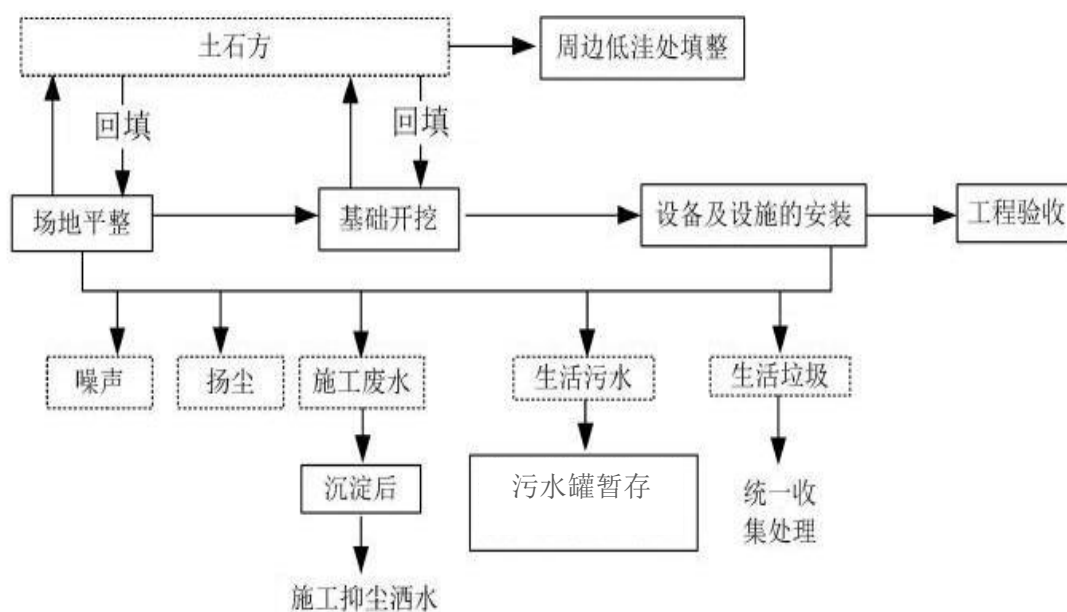 土石方
周边低洼处填整
回填
回填
场地平整
基础开挖
设备及设施的安装
工程验收
噪声
扬尘
施工废水
生活污水
生活垃圾
沉淀后
污水罐暂存
统一收
集处理
施工抑尘洒水